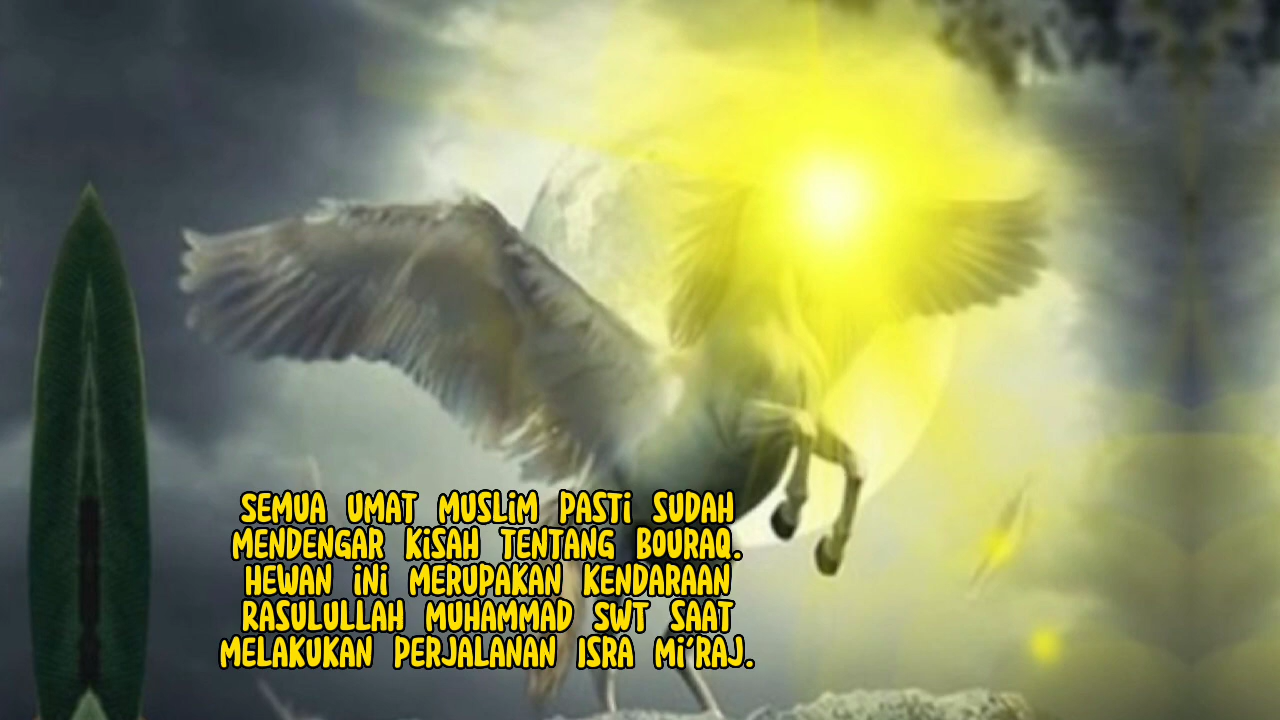 SEMUA UMAT MUSLiM PASTi SUDAH
MENDENGAR KiSAH TENTANG BOURAQ.
HEWAN iNi MERUPAKAN KENDARAAN
RASULULLAH MUHAMMAD SWT SAAT
MELAKUKAN PERJALANAN ISRA Mi'RAJ.